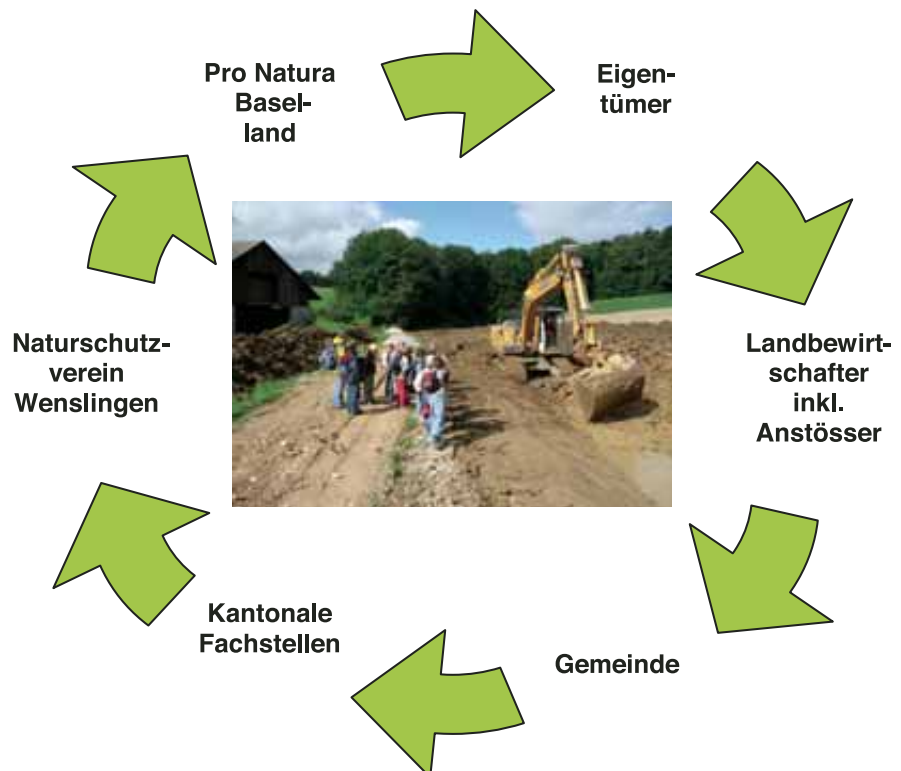 Pro Natura
Basel-
land
Eigen-
tümer
Landbewirt-
schafter
inkl.
Anstösser
Gemeinde
Kantonale
Fachstellen
Naturschutz-
verein
Wenslingen